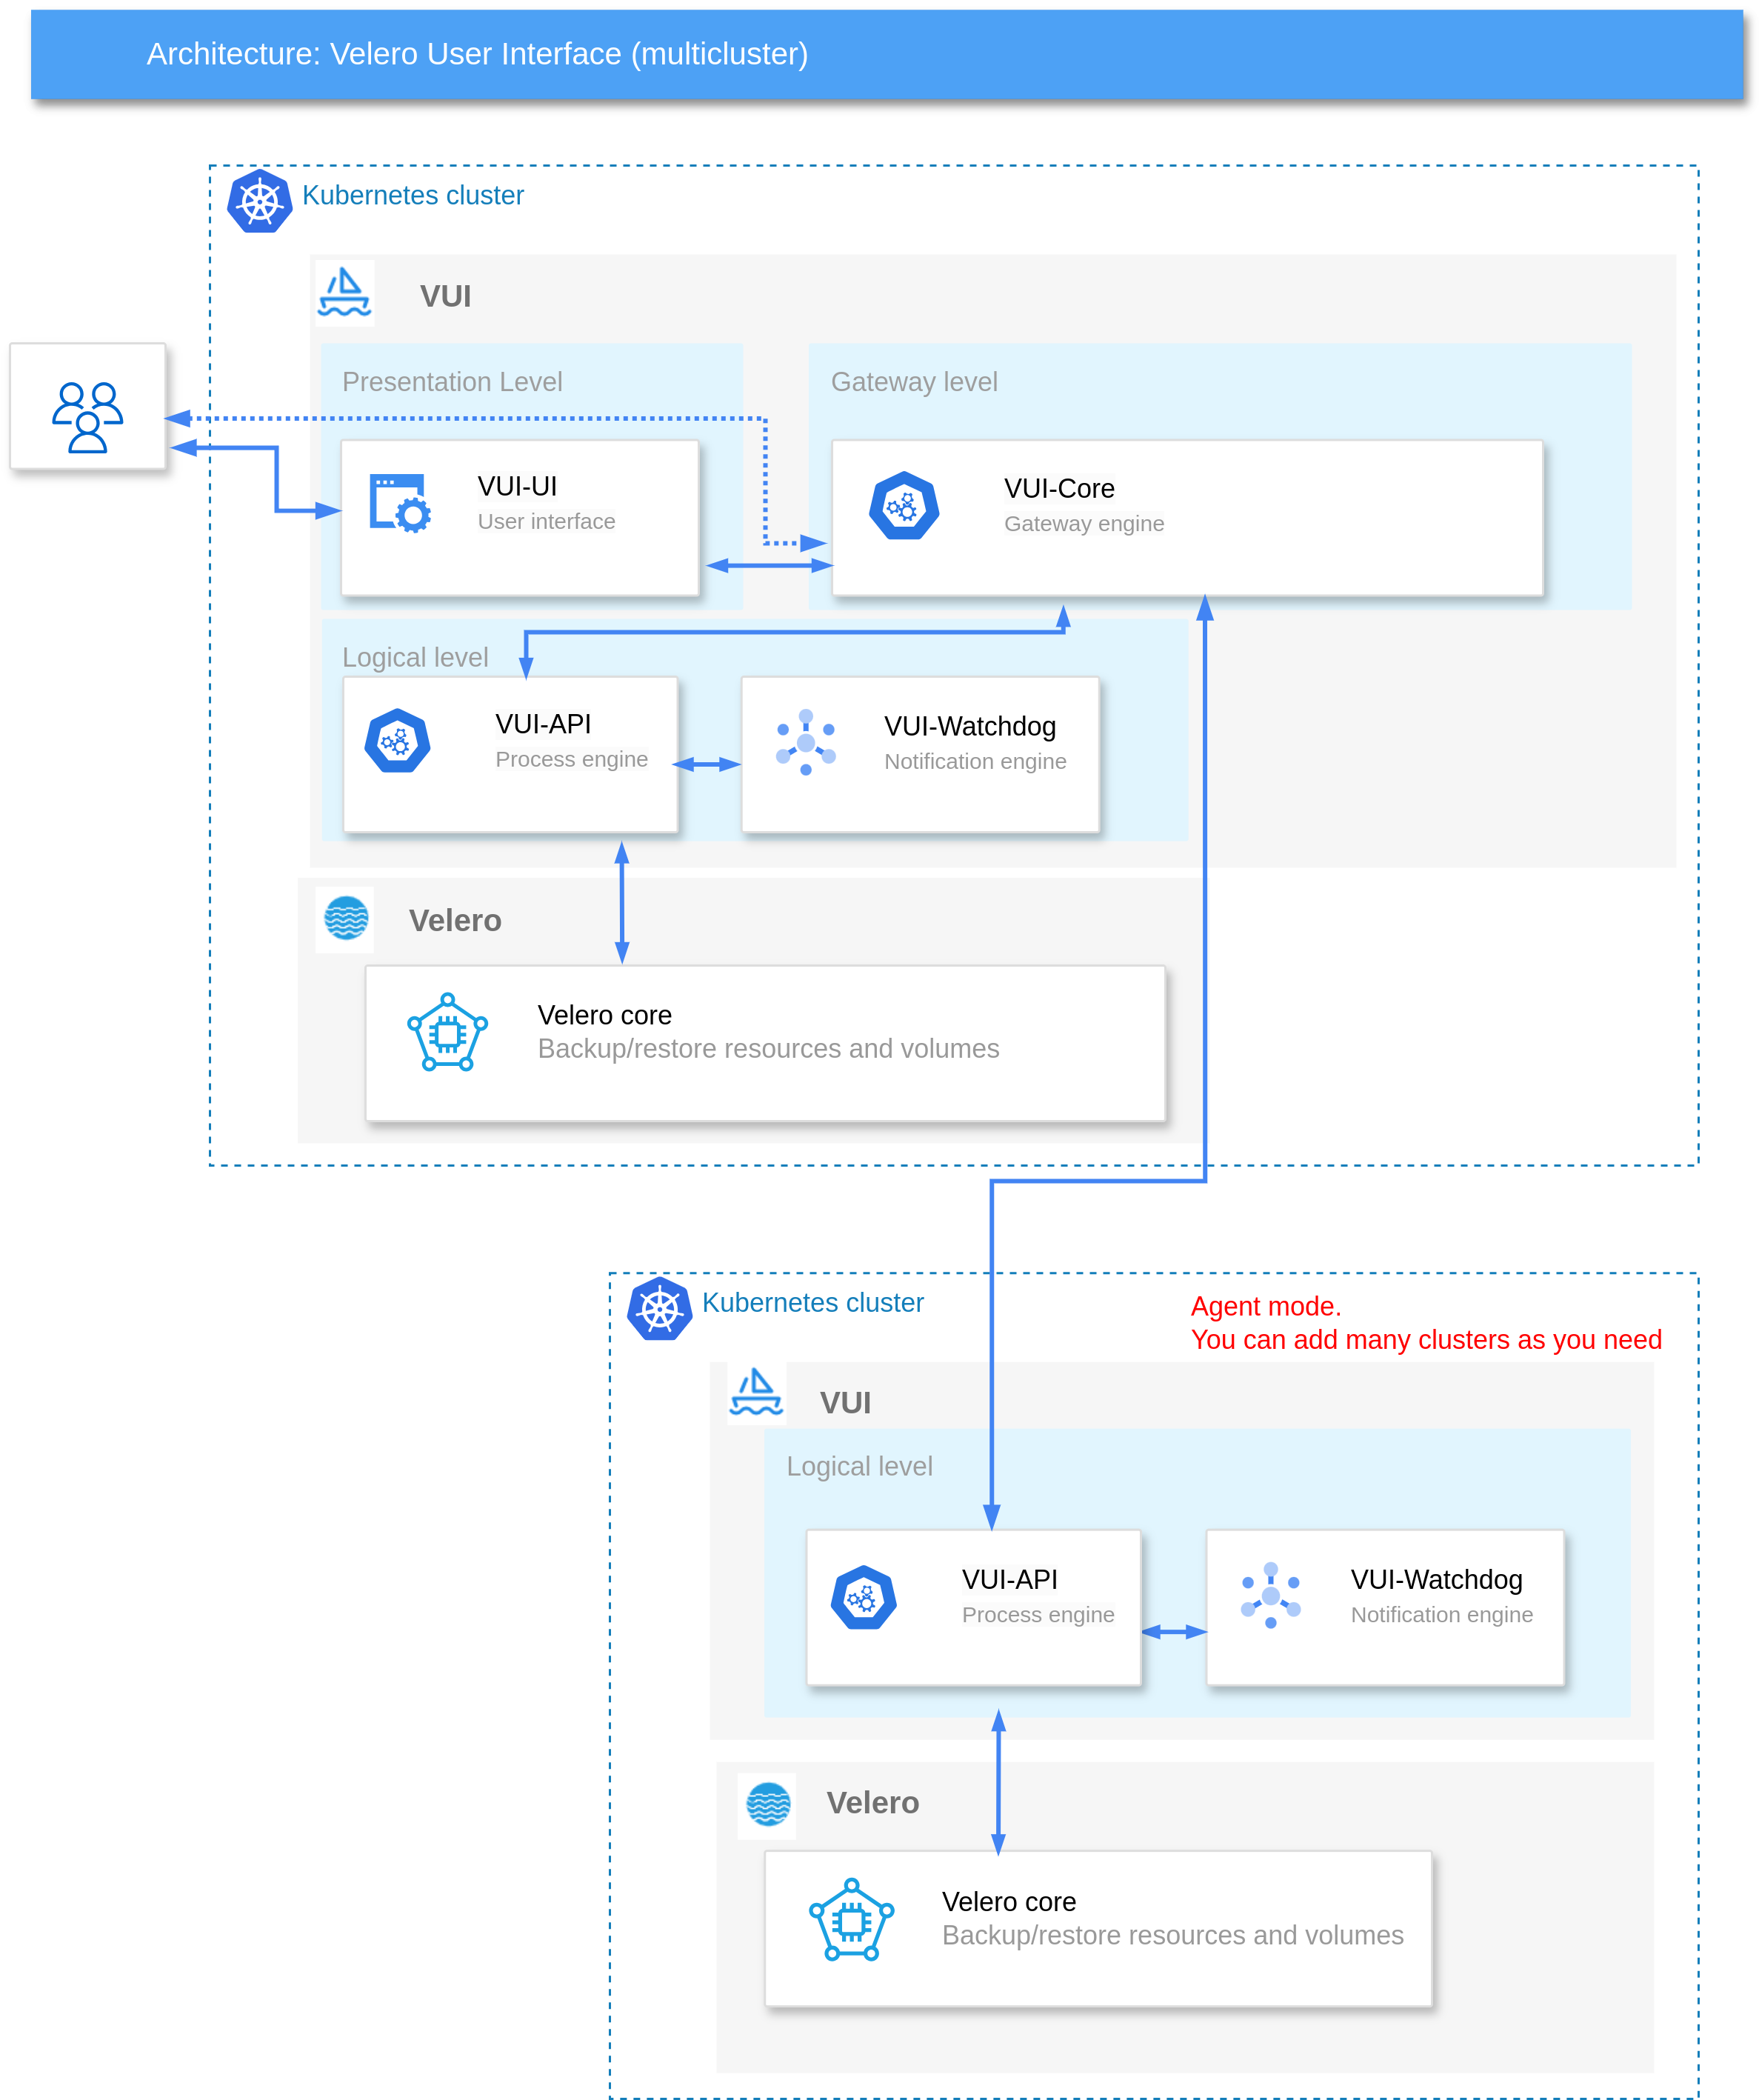 Architecture: Velero User Interface (multicluster)
Kubernetes cluster
VUI
Presentation Level
Gateway level
VUI-UI
User interface
VUI-Core
Gateway engine
Logical level
VUI-API
Process engine
VUI-Watchdog
Notification engine
Velero
Velero core
Backup/restore resources and volumes
Kubernetes cluster
Agent mode.
You can add many clusters as you need
VUI
Logical level
VUI-API
Process engine
VUI-Watchdog
Notification engine
Velero
Velero core
Backup/restore resources and volumes